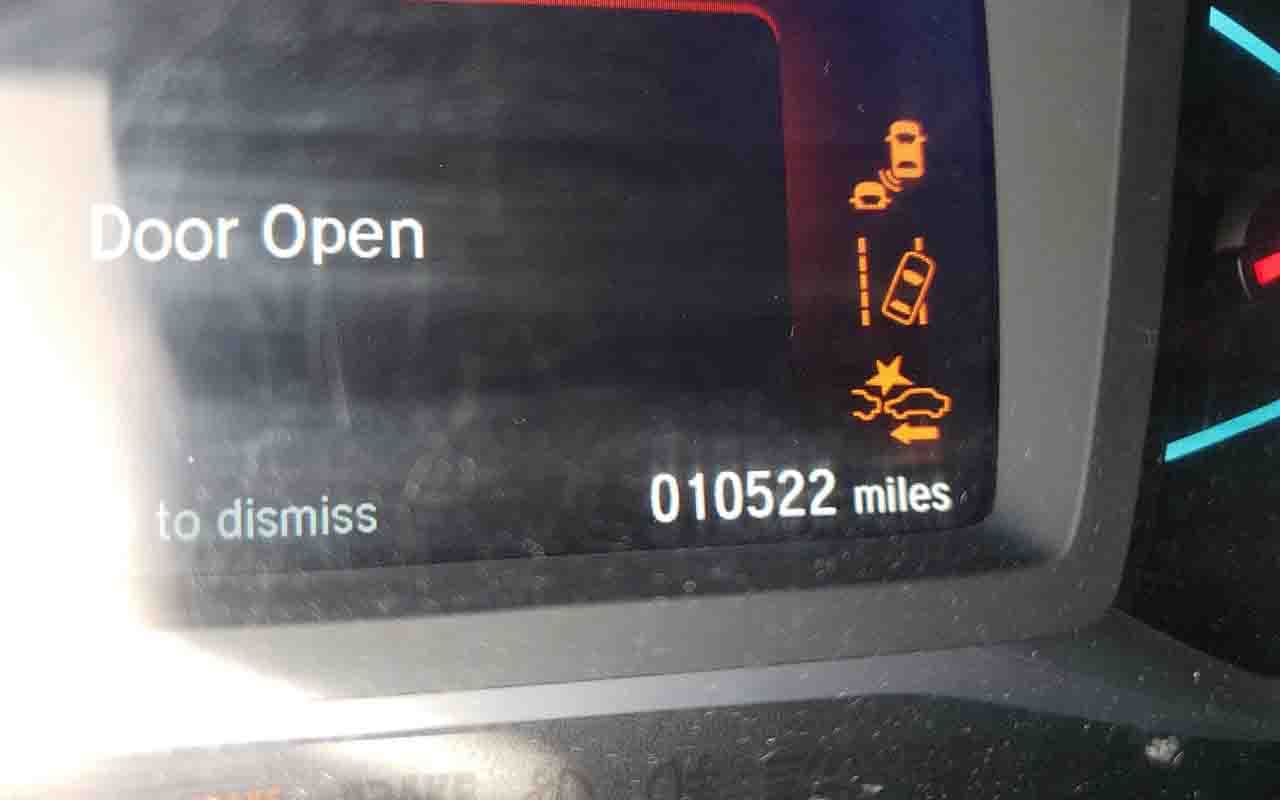 Door Open
to dismiss
010522 miles